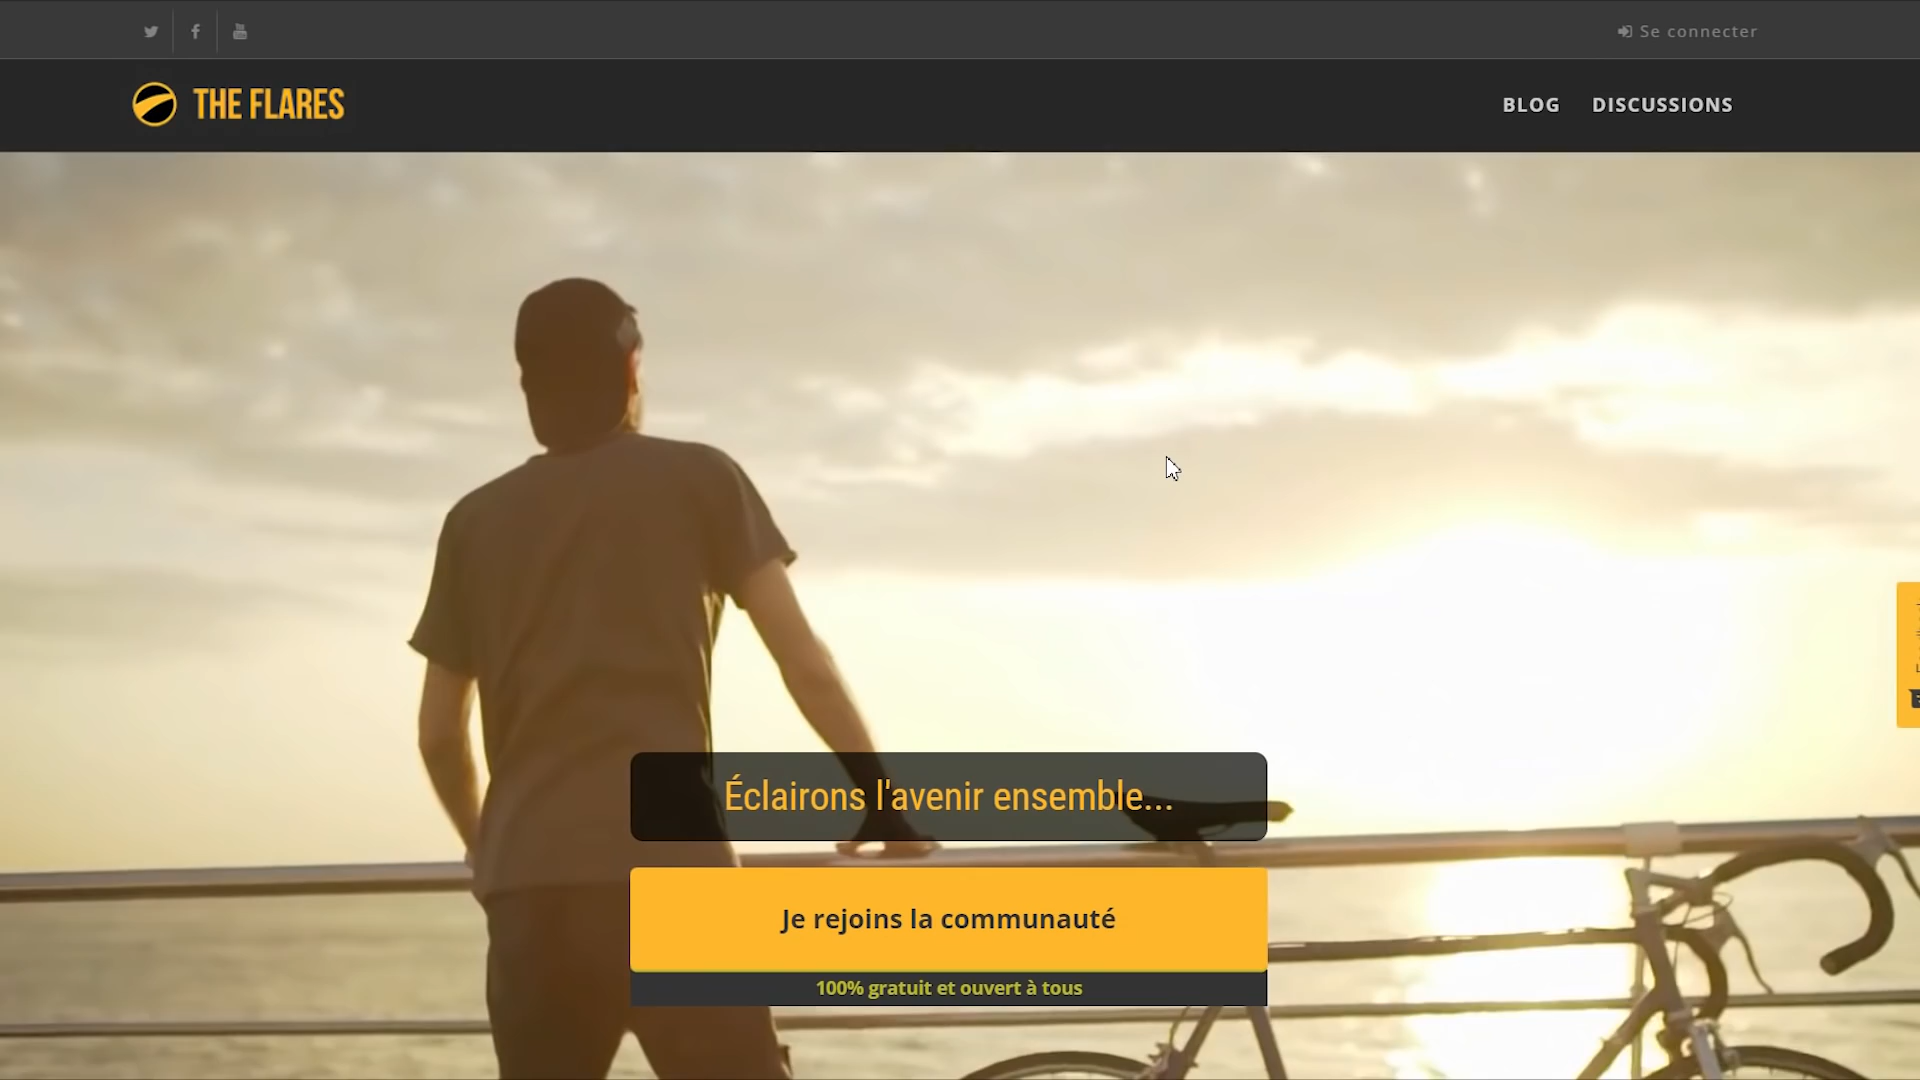 Se connecter
THE FLARES
BLOG DISCUSSIONS
Éclairons l'avenir ensemble...
Je rejoins la communauté
100% gratuit et ouvert à tous